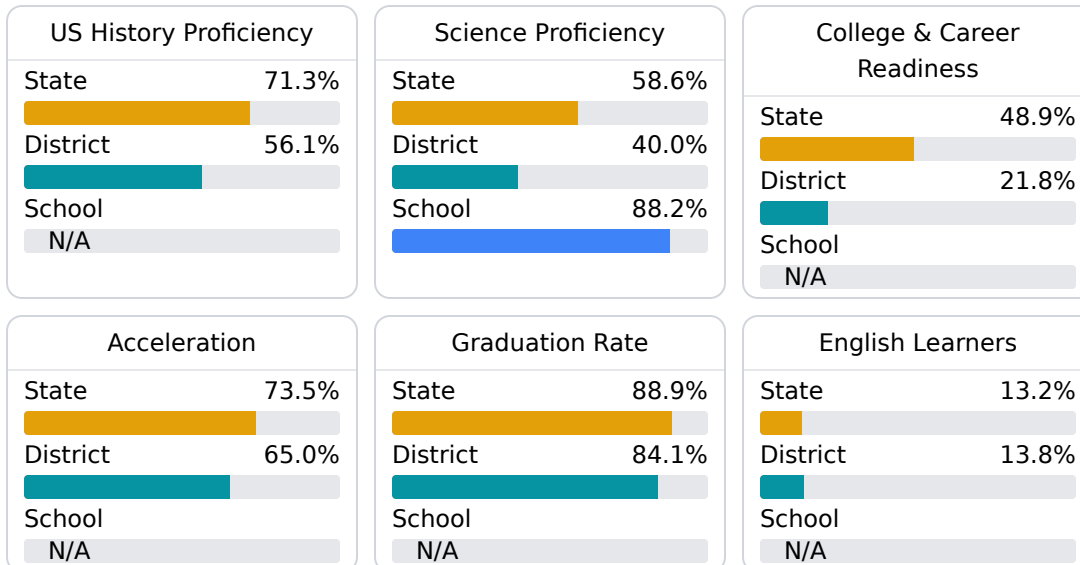 US History Proficiency
State 71.3%
District 56.1%
School
N/A
Science Proficiency
State 58.6%
District 40.0%
School 88.2%
College & Career
Readiness
State 48.9%
District 21.8%
School
N/A
Acceleration
State 73.5%
District 65.0%
School
N/A
Graduation Rate
State 88.9%
District 84.1%
School
N/A
English Learners
State 13.2%
District 13.8%
School
N/A